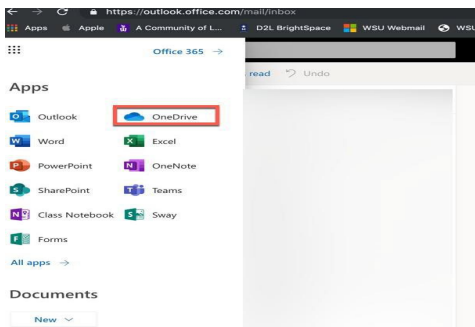 https://outlook.office.com/mail/inbox
Apps Apple A Community of L... D2L BrightSpace WSU Webmail WSU
Office 365 →
read Undo
Apps
Outlook OneDrive
Word Excel
PowerPoint OneNote
SharePoint Teams
Class Notebook Sway
Forms
All apps →
Documents
New